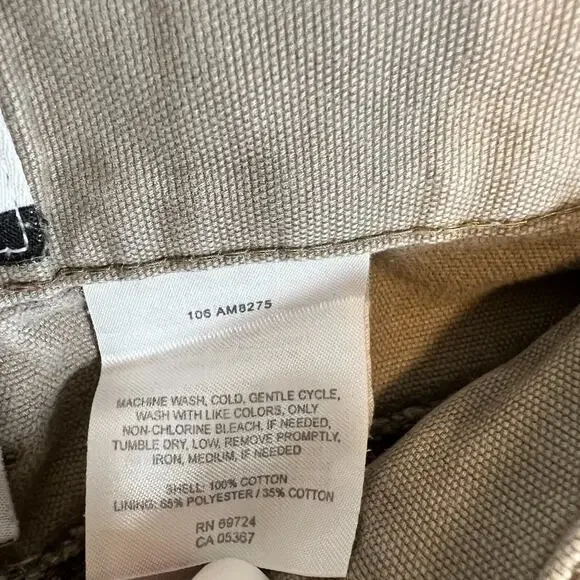 106 AM8275
MACHINE WASH, COLD, GENTLE CYCLE,
WASH WITH LIKE COLORS, ONLY
NON-CHLORINE BLEACH, IF NEEDED,
TUMBLE DRY, LOW, REMOVE PROMPTLY,
IRON, MEDIUM, IF NEEDED
SHELL: 100% COTTON
LINING: 65% POLYESTER / 35% COTTON
RN 69724
CA 05367